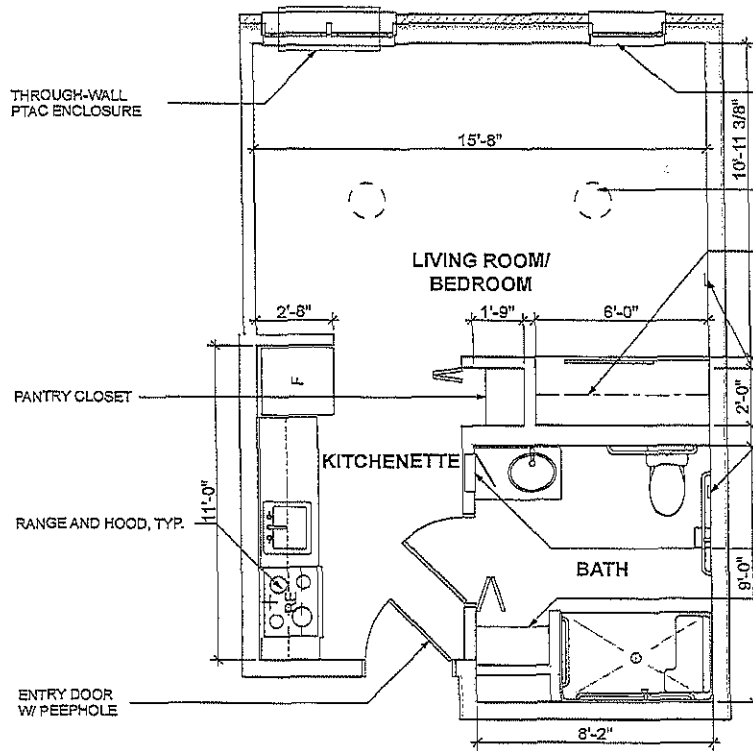 THROUGH-WALL
PTAC ENCLOSURE
15'-8"
10'-11 3/8"
LIVING ROOM/
BEDROOM
2'-8"
1'-9"
6'-0"
F
PANTRY CLOSET
2'-0"
KITCHENETTE
11'-0"
RANGE AND HOOD, TYP.
RE
BATH
9'-0"
ENTRY DOOR
W/ PEEPHOLE
8'-2"